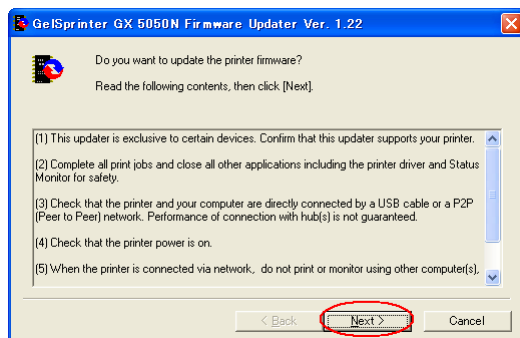 GelSprinter GX 5050N Firmware Updater Ver. 1.22
Do you want to update the printer firmware?
Read the following contents, then click [Next].
(1) This updater is exclusive to certain devices. Confirm that this updater supports your printer.
(2) Complete all print jobs and close all other applications including the printer driver and Status
Monitor for safety.
(3) Check that the printer and your computer are directly connected by a USB cable or a P2P
(Peer to Peer) network. Performance of connection with hub(s) is not guaranteed.
(4) Check that the printer power is on.
(5) When the printer is connected via network, do not print or monitor using other computer(s),
< Back
Next >
Cancel